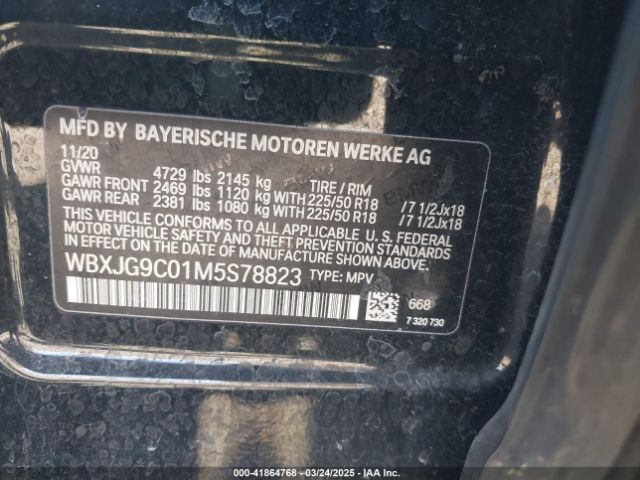 MFD BY BAYERISCHE MOTOREN WERKE AG
11/20
GVWR 4729 lbs 2145 kg TIRE / RIM
GAWR FRONT 2469 lbs 1120 kg WITH 225/50 R18 /7 1/2Jx18
GAWR REAR 2381 lbs 1080 kg WITH 225/50 R18 /7 1/2Jx18
THIS VEHICLE CONFORMS TO ALL APPLICABLE U.S. FEDERAL
MOTOR VEHICLE SAFETY, BUMPER, AND THEFT PREVENTION STANDARDS
IN EFFECT ON THE DATE OF MANUFACTURE SHOWN ABOVE.
WBXJG9C01M5S78823 TYPE: MPV
668
7 320 730
000-41864768 - 03/24/2025 - IAA Inc.